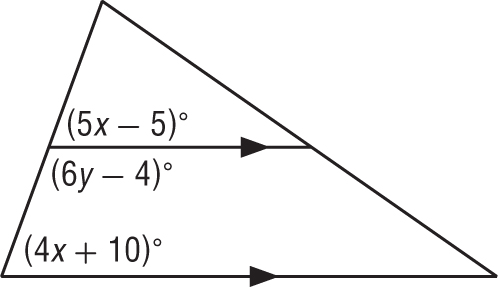 (5x − 5)°
(6y − 4)°
(4x + 10)°